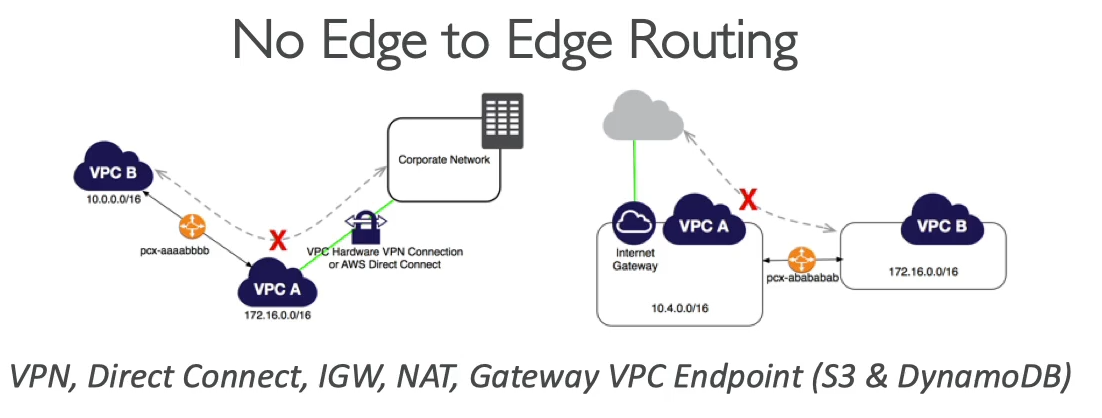 No Edge to Edge Routing
VPC B
10.0.0.0/16
pcx-aaaabbbb
VPC A
172.16.0.0/16
Corporate Network
VPC Hardware VPN Connection
or AWS Direct Connect
X
Internet
Gateway
VPC A
10.4.0.0/16
X
pcx-abababab
VPC B
172.16.0.0/16
VPN, Direct Connect, IGW, NAT, Gateway VPC Endpoint (S3 & DynamoDB)